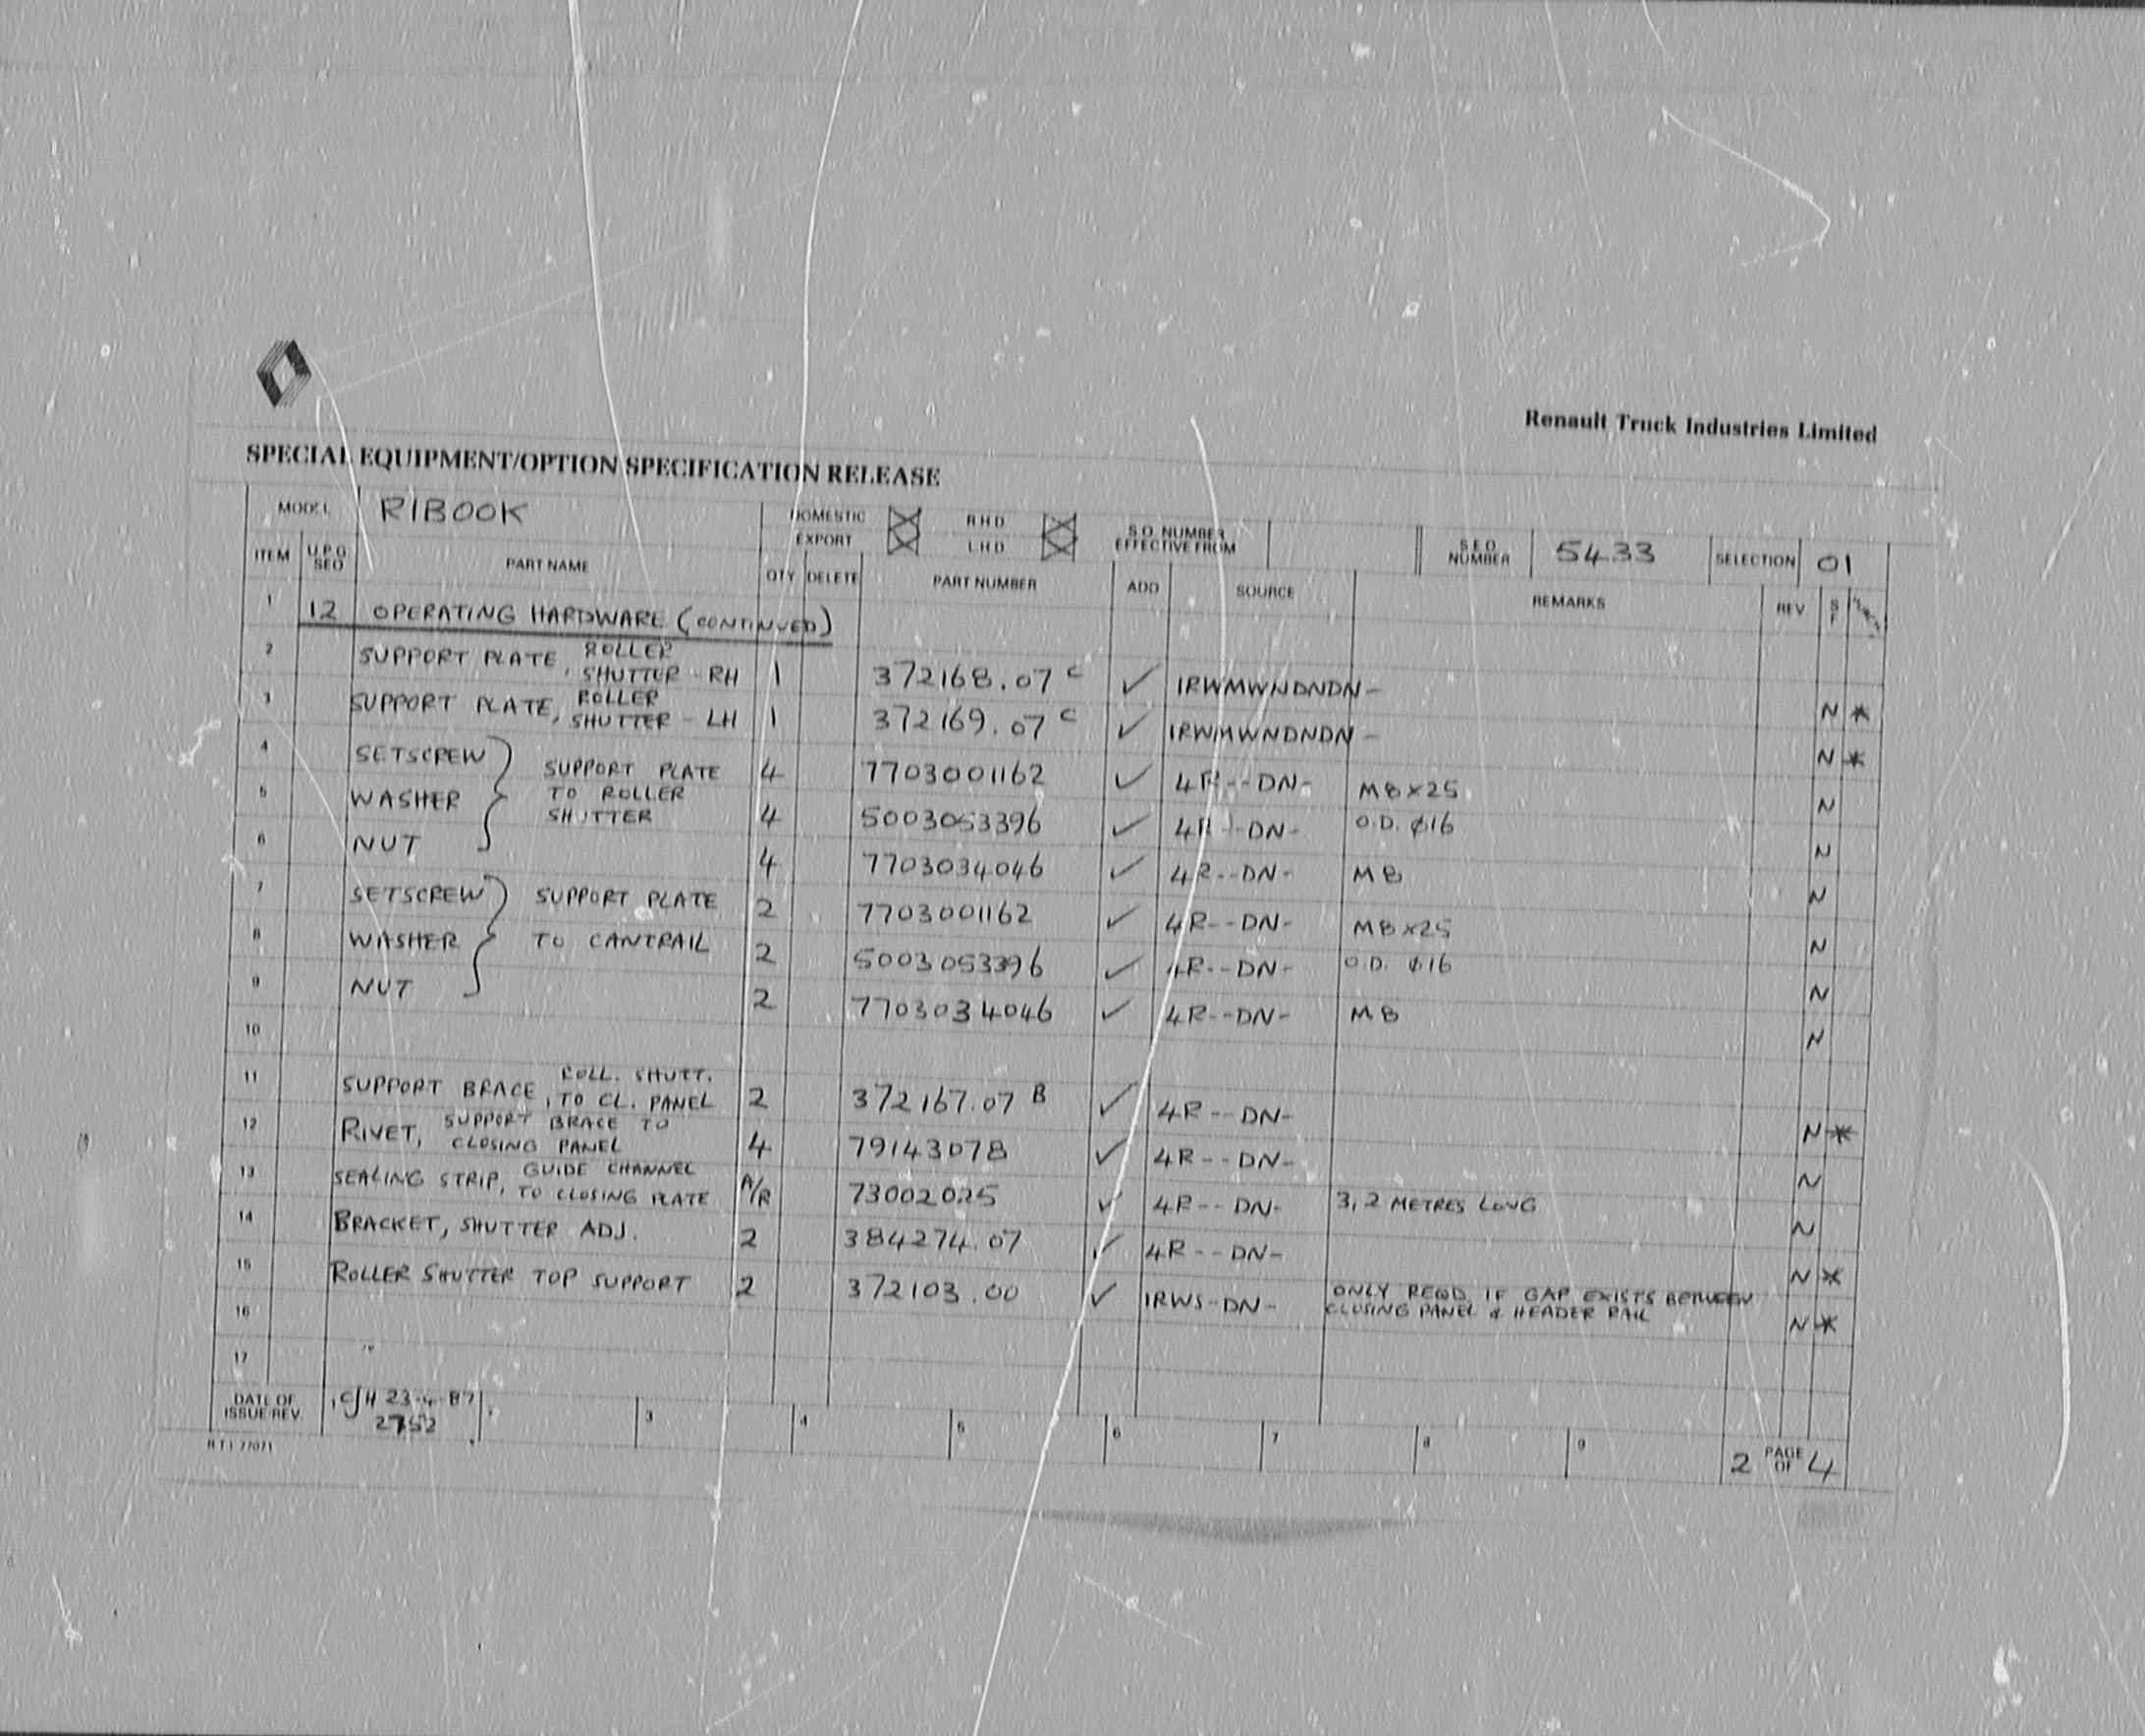 Renault Truck Industries Limited
SPECIAL EQUIPMENT/OPTION SPECIFICATION RELEASE
MODEL R1B00K DOMESTIC EXPORT RHD LHD S.O. NUMBER EFFECTIVE FROM S.E.O. NUMBER 5433 SELECTION 01
ITEM U.P.G SEQ PART NAME QTY DELETE PART NUMBER ADD SOURCE REMARKS REV S F
1 12 OPERATING HARDWARE (CONTINUED)
2 SUPPORT PLATE, ROLLER SHUTTER - RH 1 372168.07 C ✓ 1RWMWNDNDN- N *
3 SUPPORT PLATE, ROLLER SHUTTER - LH 1 372169.07 C ✓ 1RWMWNDNDN- N *
4 SETSCREW } SUPPORT PLATE 4 7703001162 ✓ 4R--DN- M8x25 N
5 WASHER } TO ROLLER SHUTTER 4 5003053396 ✓ 4R--DN- O.D. ø16 N
6 NUT } 4 7703034046 ✓ 4R--DN- M8 N
7 SETSCREW } SUPPORT PLATE 2 7703001162 ✓ 4R--DN- M8x25 N
8 WASHER } TO CANTRAIL 2 5003053396 ✓ 4R--DN- O.D. ø16 N
9 NUT } 2 7703034046 ✓ 4R--DN- M8 N
10
11 SUPPORT BRACE, ROLL. SHUTT. TO CL. PANEL 2 372167.07 B ✓ 4R--DN- N *
12 RIVET, SUPPORT BRACE TO CLOSING PANEL 4 79143078 ✓ 4R--DN- N
13 SEALING STRIP, GUIDE CHANNEL TO CLOSING PLATE A/R 73002025 ✓ 4R--DN- 3,2 METRES LONG N
14 BRACKET, SHUTTER ADJ. 2 384274.07 ✓ 4R--DN- N *
15 ROLLER SHUTTER TOP SUPPORT 2 372103.00 ✓ 1RWS-DN- ONLY REQD IF GAP EXISTS BETWEEN
CLOSING PANEL & HEADER RAIL N *
16
17
DATE OF ISSUE/REV. 1 CJH 23-4-87 3 4 5 6 7 8 9 2 PAGE OF 4
2752
R.T.I. 77071